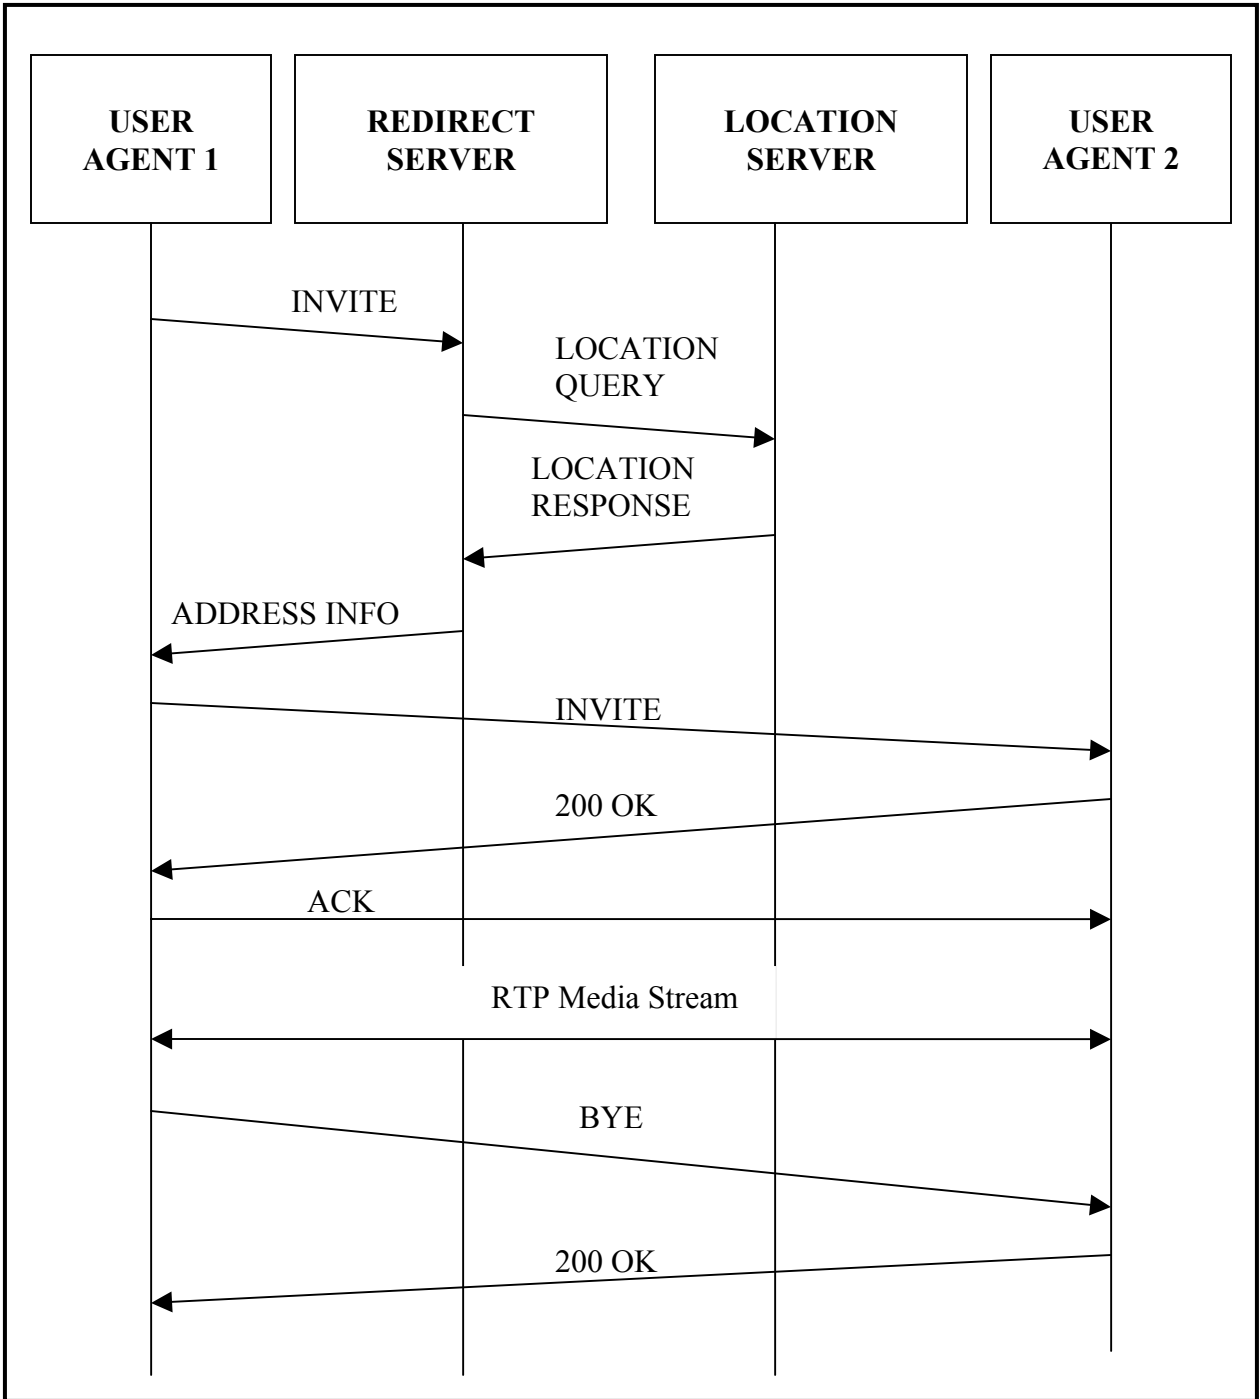 USER
AGENT 1
REDIRECT
SERVER
LOCATION
SERVER
USER
AGENT 2
INVITE
LOCATION
QUERY
LOCATION
RESPONSE
ADDRESS INFO
INVITE
200 OK
ACK
RTP Media Stream
BYE
200 OK